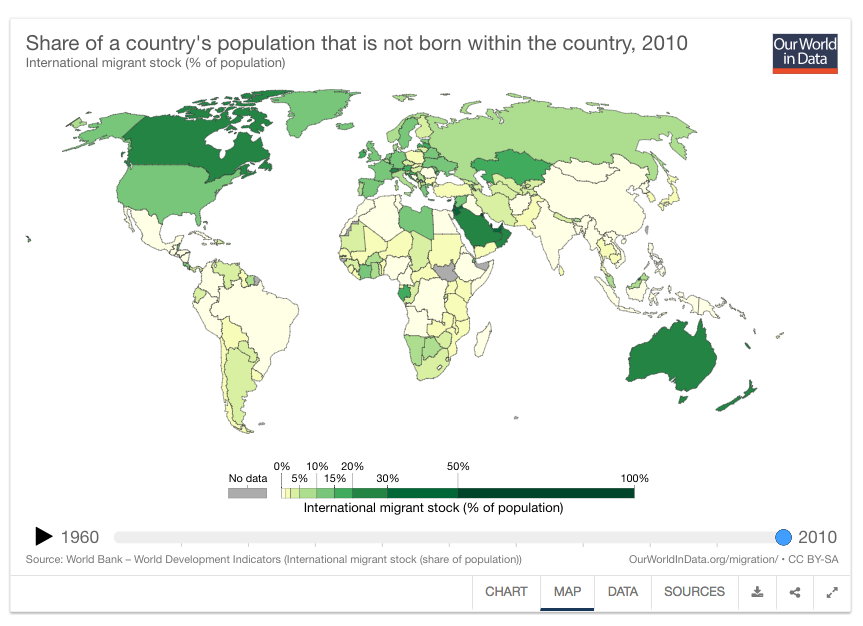 Share of a country's population that is not born within the country, 2010
International migrant stock (% of population)
Our World
in Data
0% 10% 20% 50%
No data 5% 15% 30% 100%
International migrant stock (% of population)
1960 2010
Source: World Bank – World Development Indicators (International migrant stock (share of population)) OurWorldInData.org/migration/ • CC BY-SA
CHART MAP DATA SOURCES